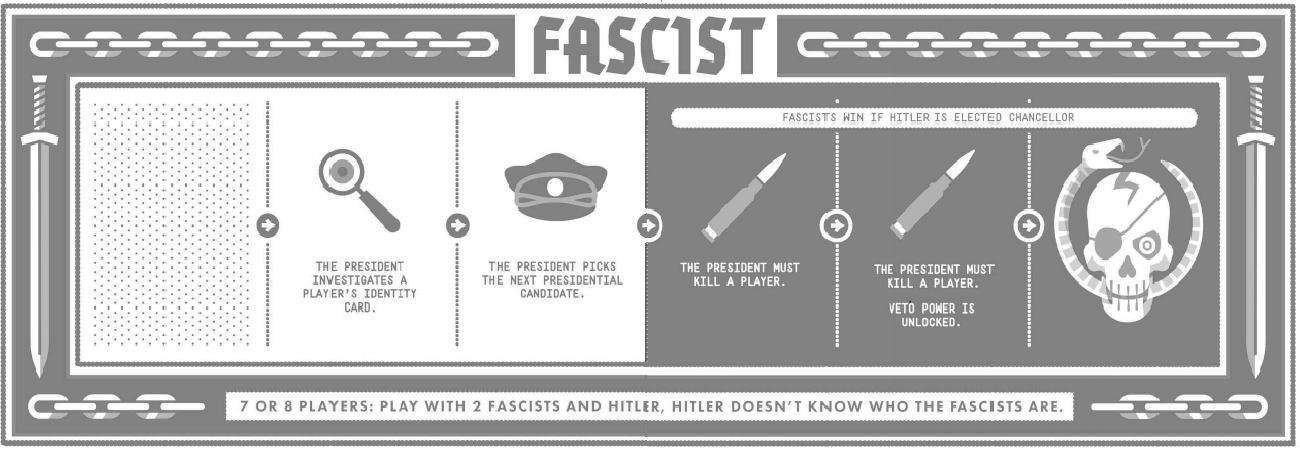 FASCIST
FASCISTS WIN IF HITLER IS ELECTED CHANCELLOR
THE PRESIDENT
INVESTIGATES A
PLAYER'S IDENTITY
CARD.
THE PRESIDENT PICKS
THE NEXT PRESIDENTIAL
CANDIDATE.
THE PRESIDENT MUST
KILL A PLAYER.
THE PRESIDENT MUST
KILL A PLAYER.
VETO POWER IS
UNLOCKED.
7 OR 8 PLAYERS: PLAY WITH 2 FASCISTS AND HITLER, HITLER DOESN'T KNOW WHO THE FASCISTS ARE.